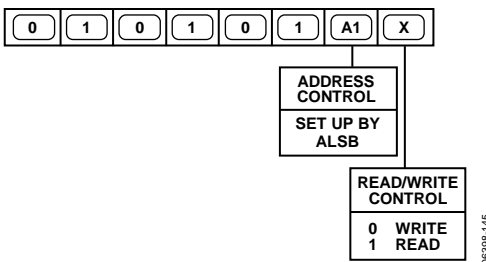 0 1 0 1 0 1 A1 X
ADDRESS
CONTROL
SET UP BY
ALSB
READ/WRITE
CONTROL
0 WRITE
1 READ